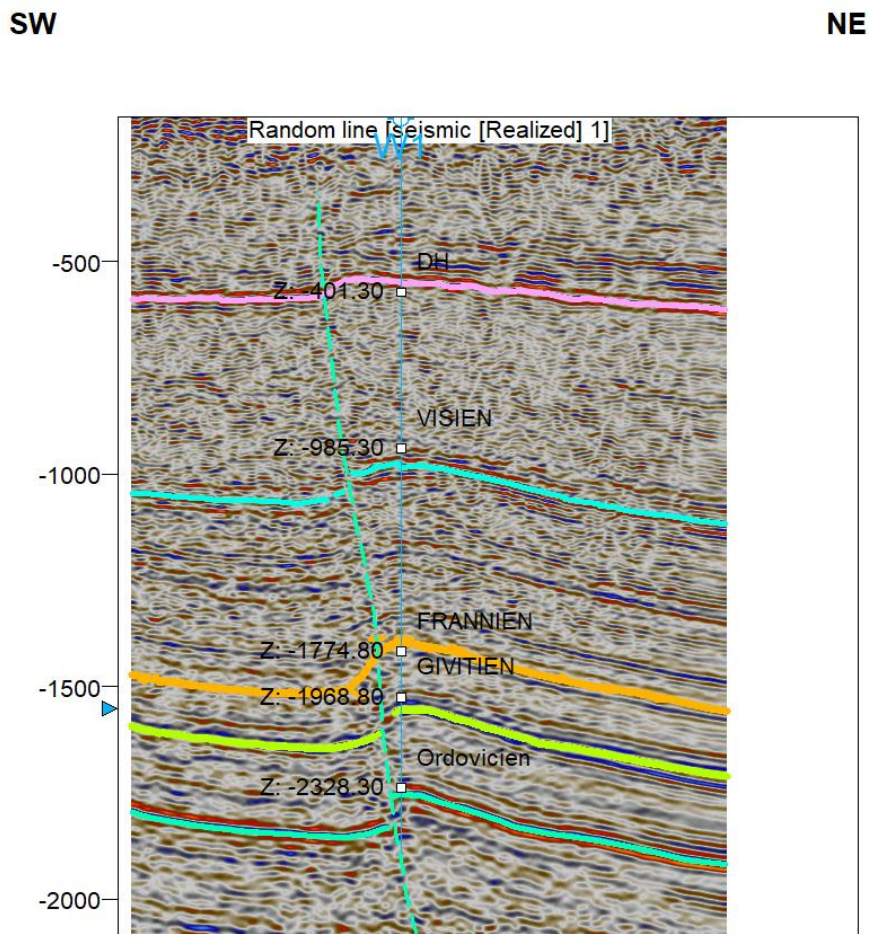 SW
NE
Random line [seismic [Realized] 1]
W1
-500
DH
Z: -401.30
VISIEN
Z: -985.30
-1000
FRANNIEN
Z: -1774.80
GIVITIEN
-1500
Z: -1968.80
Ordovicien
Z: -2328.30
-2000